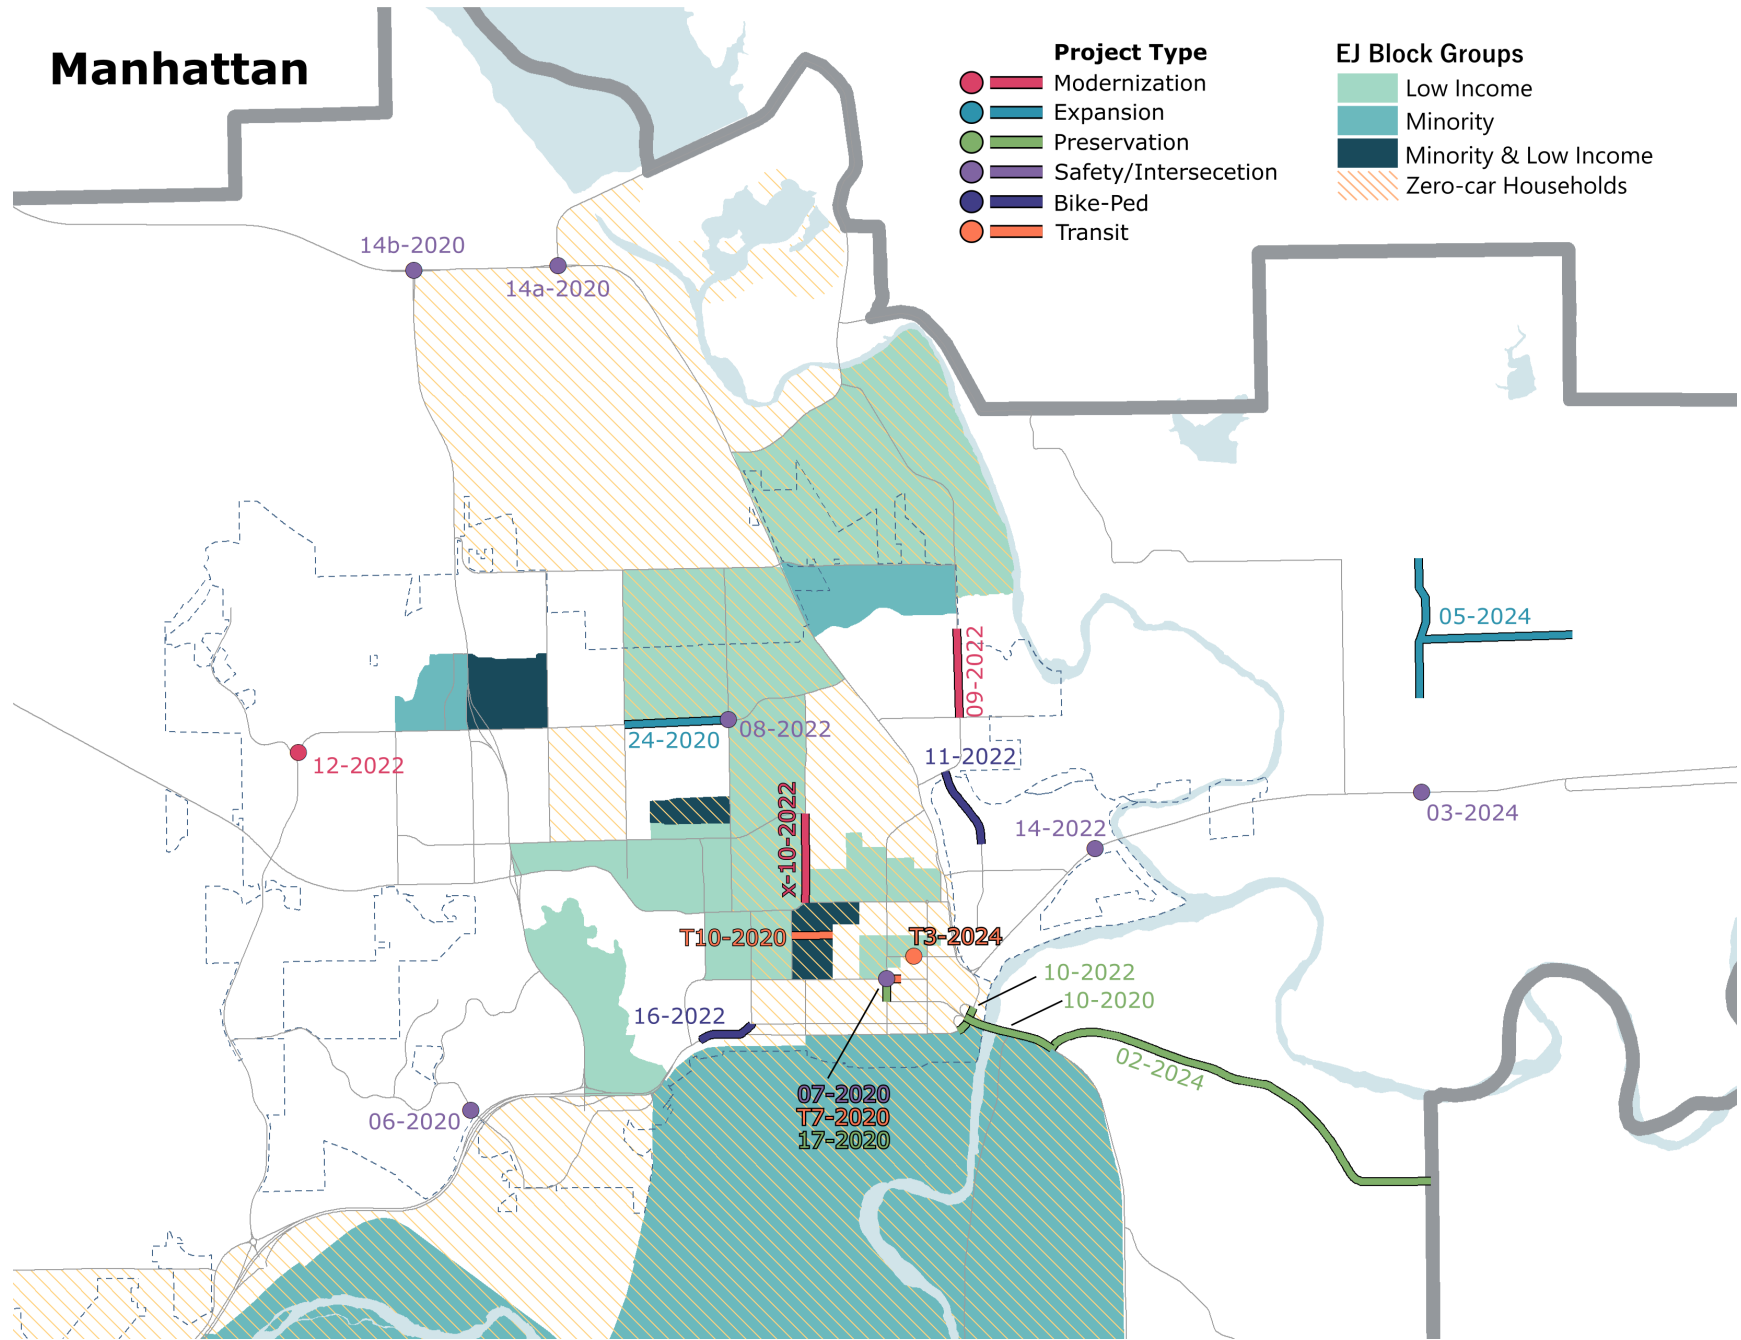 Manhattan
Project Type
Modernization
Expansion
Preservation
Safety/Intersecetion
Bike-Ped
Transit
EJ Block Groups
Low Income
Minority
Minority & Low Income
Zero-car Households
14b-2020
14a-2020
05-2024
09-2022
24-2020
08-2022
12-2022
11-2022
x-10-2022
14-2022
03-2024
T10-2020
T3-2024
10-2022
10-2020
16-2022
02-2024
06-2020
07-2020
T7-2020
17-2020